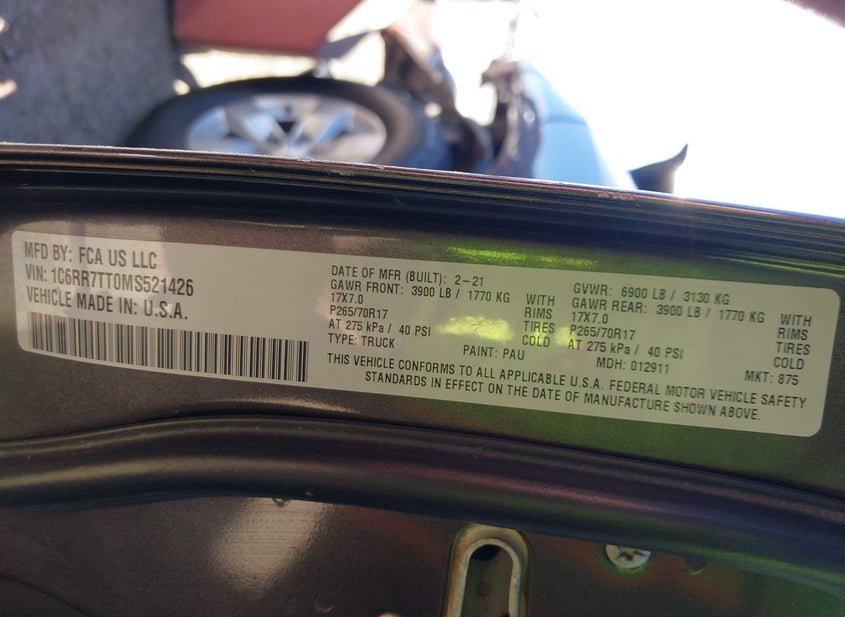 MFD BY: FCA US LLC
VIN: 1C6RR7TT0MS521426
VEHICLE MADE IN: U.S.A.
DATE OF MFR (BUILT): 2-21
GAWR FRONT: 3900 LB / 1770 KG WITH
17X7.0 RIMS
P265/70R17 TIRES
AT 275 kPa / 40 PSI COLD
TYPE: TRUCK
PAINT: PAU
GVWR: 6900 LB / 3130 KG
GAWR REAR: 3900 LB / 1770 KG WITH
17X7.0 RIMS
P265/70R17 TIRES
AT 275 kPa / 40 PSI COLD
MDH: 012911
MKT: 875
THIS VEHICLE CONFORMS TO ALL APPLICABLE U.S.A. FEDERAL MOTOR VEHICLE SAFETY
STANDARDS IN EFFECT ON THE DATE OF MANUFACTURE SHOWN ABOVE.